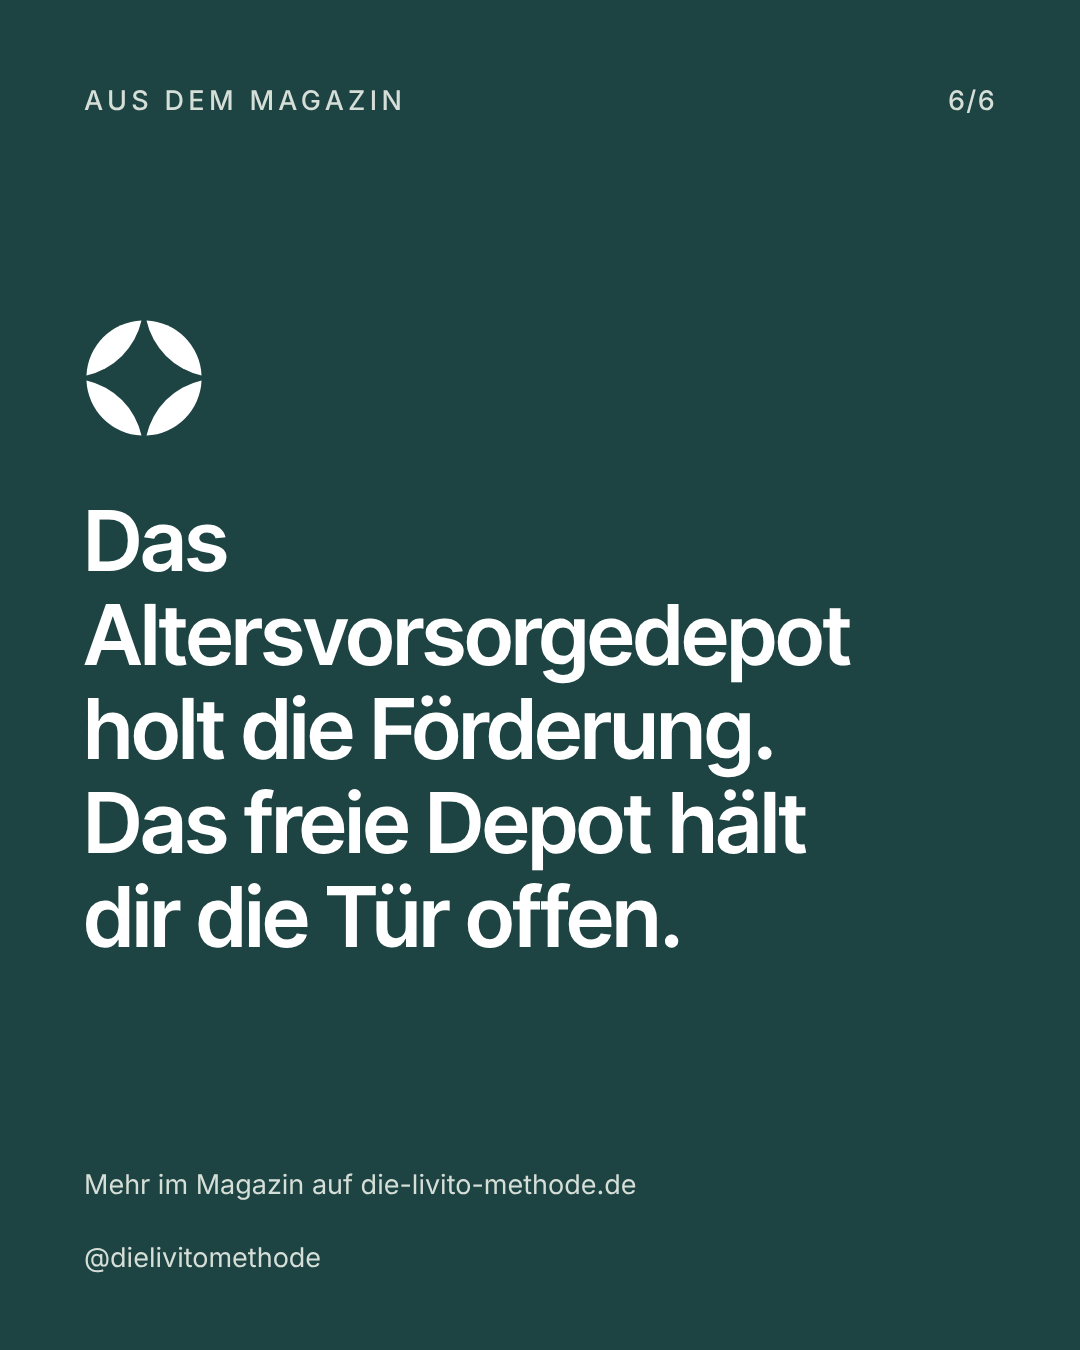 AUS DEM MAGAZIN
6/6
Das
Altersvorsorgedepot
holt die Förderung.
Das freie Depot hält
dir die Tür offen.
Mehr im Magazin auf die-livito-methode.de
@dielivitomethode